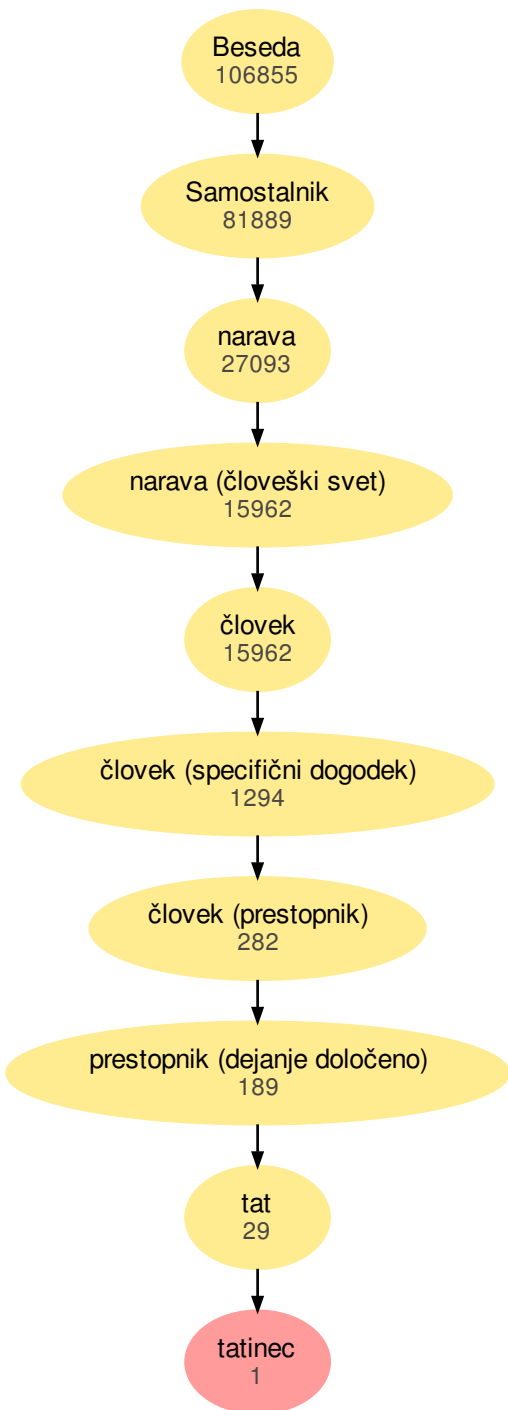 Beseda
106855
Samostalnik
81889
narava
27093
narava (človeški svet)
15962
človek
15962
človek (specifični dogodek)
1294
človek (prestopnik)
282
prestopnik (dejanje določeno)
189
tat
29
tatinec
1